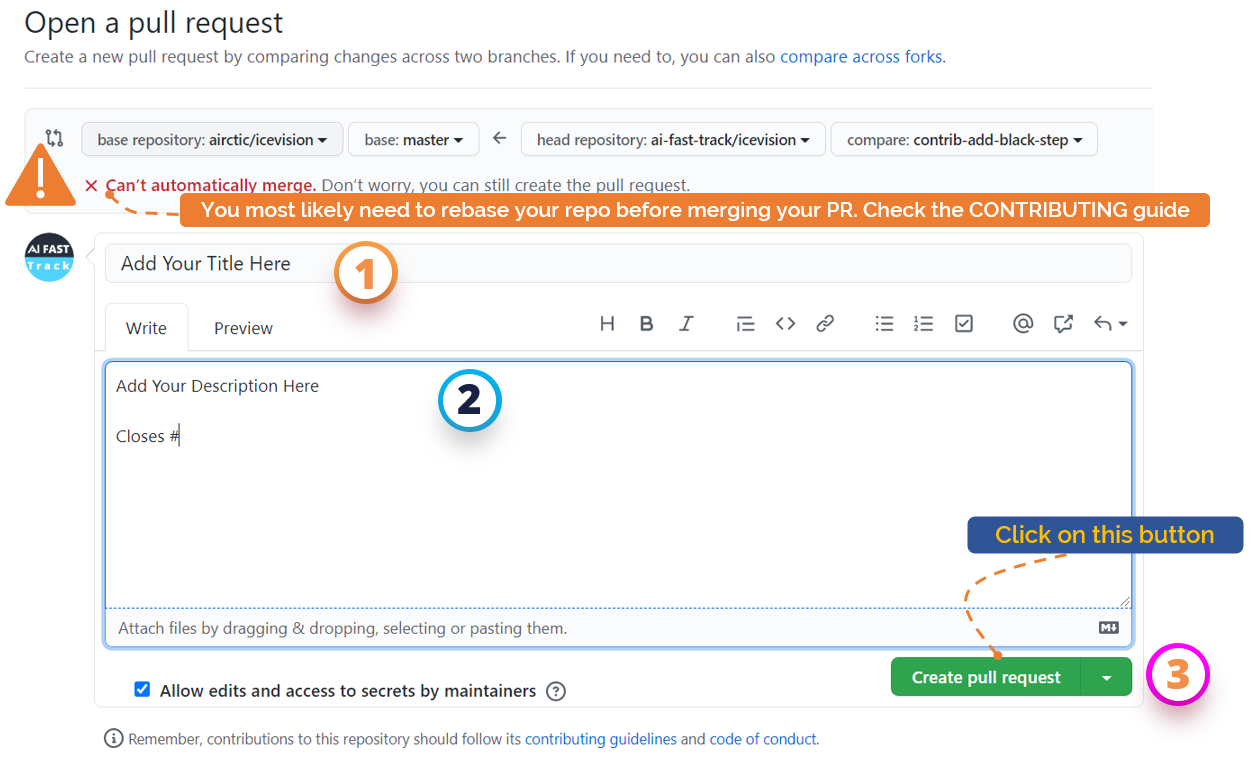 Open a pull request
Create a new pull request by comparing changes across two branches. If you need to, you can also compare across forks.
base repository: airctic/icevision
base: master
head repository: ai-fast-track/icevision
compare: contrib-add-black-step
Can't automatically merge. Don't worry, you can still create the pull request.
You most likely need to rebase your repo before merging your PR. Check the CONTRIBUTING guide
AI FAST
Track
Add Your Title Here
1
Write
Preview
H B I
Add Your Description Here
2
Closes #
Click on this button
Attach files by dragging & dropping, selecting or pasting them.
Allow edits and access to secrets by maintainers
Create pull request
3
Remember, contributions to this repository should follow its contributing guidelines and code of conduct.